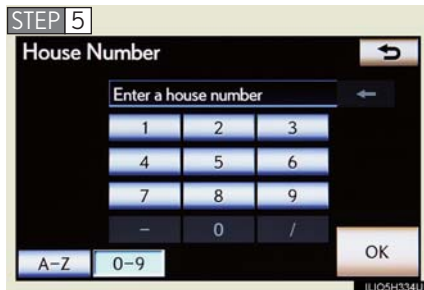 STEP 5
House Number
Enter a house number
1 2 3
4 5 6
7 8 9
- 0 /
A-Z 0-9 OK